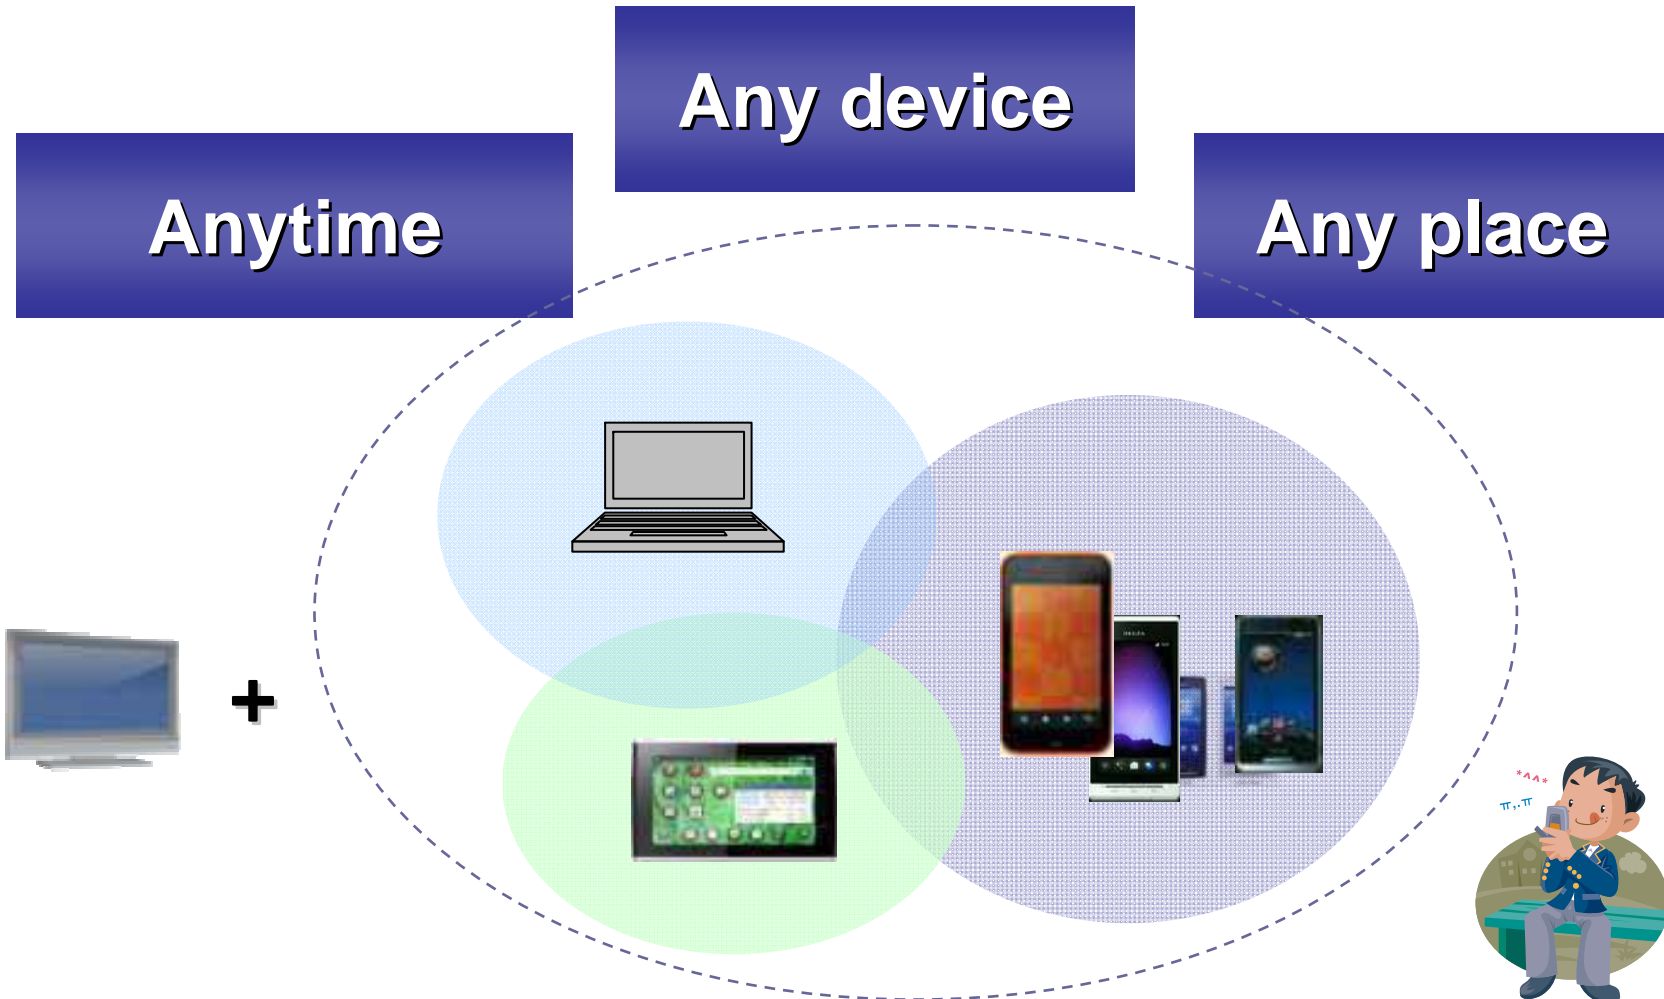 Any device
Anytime
Any place
+
*^^*
ㅠ,.ㅠ